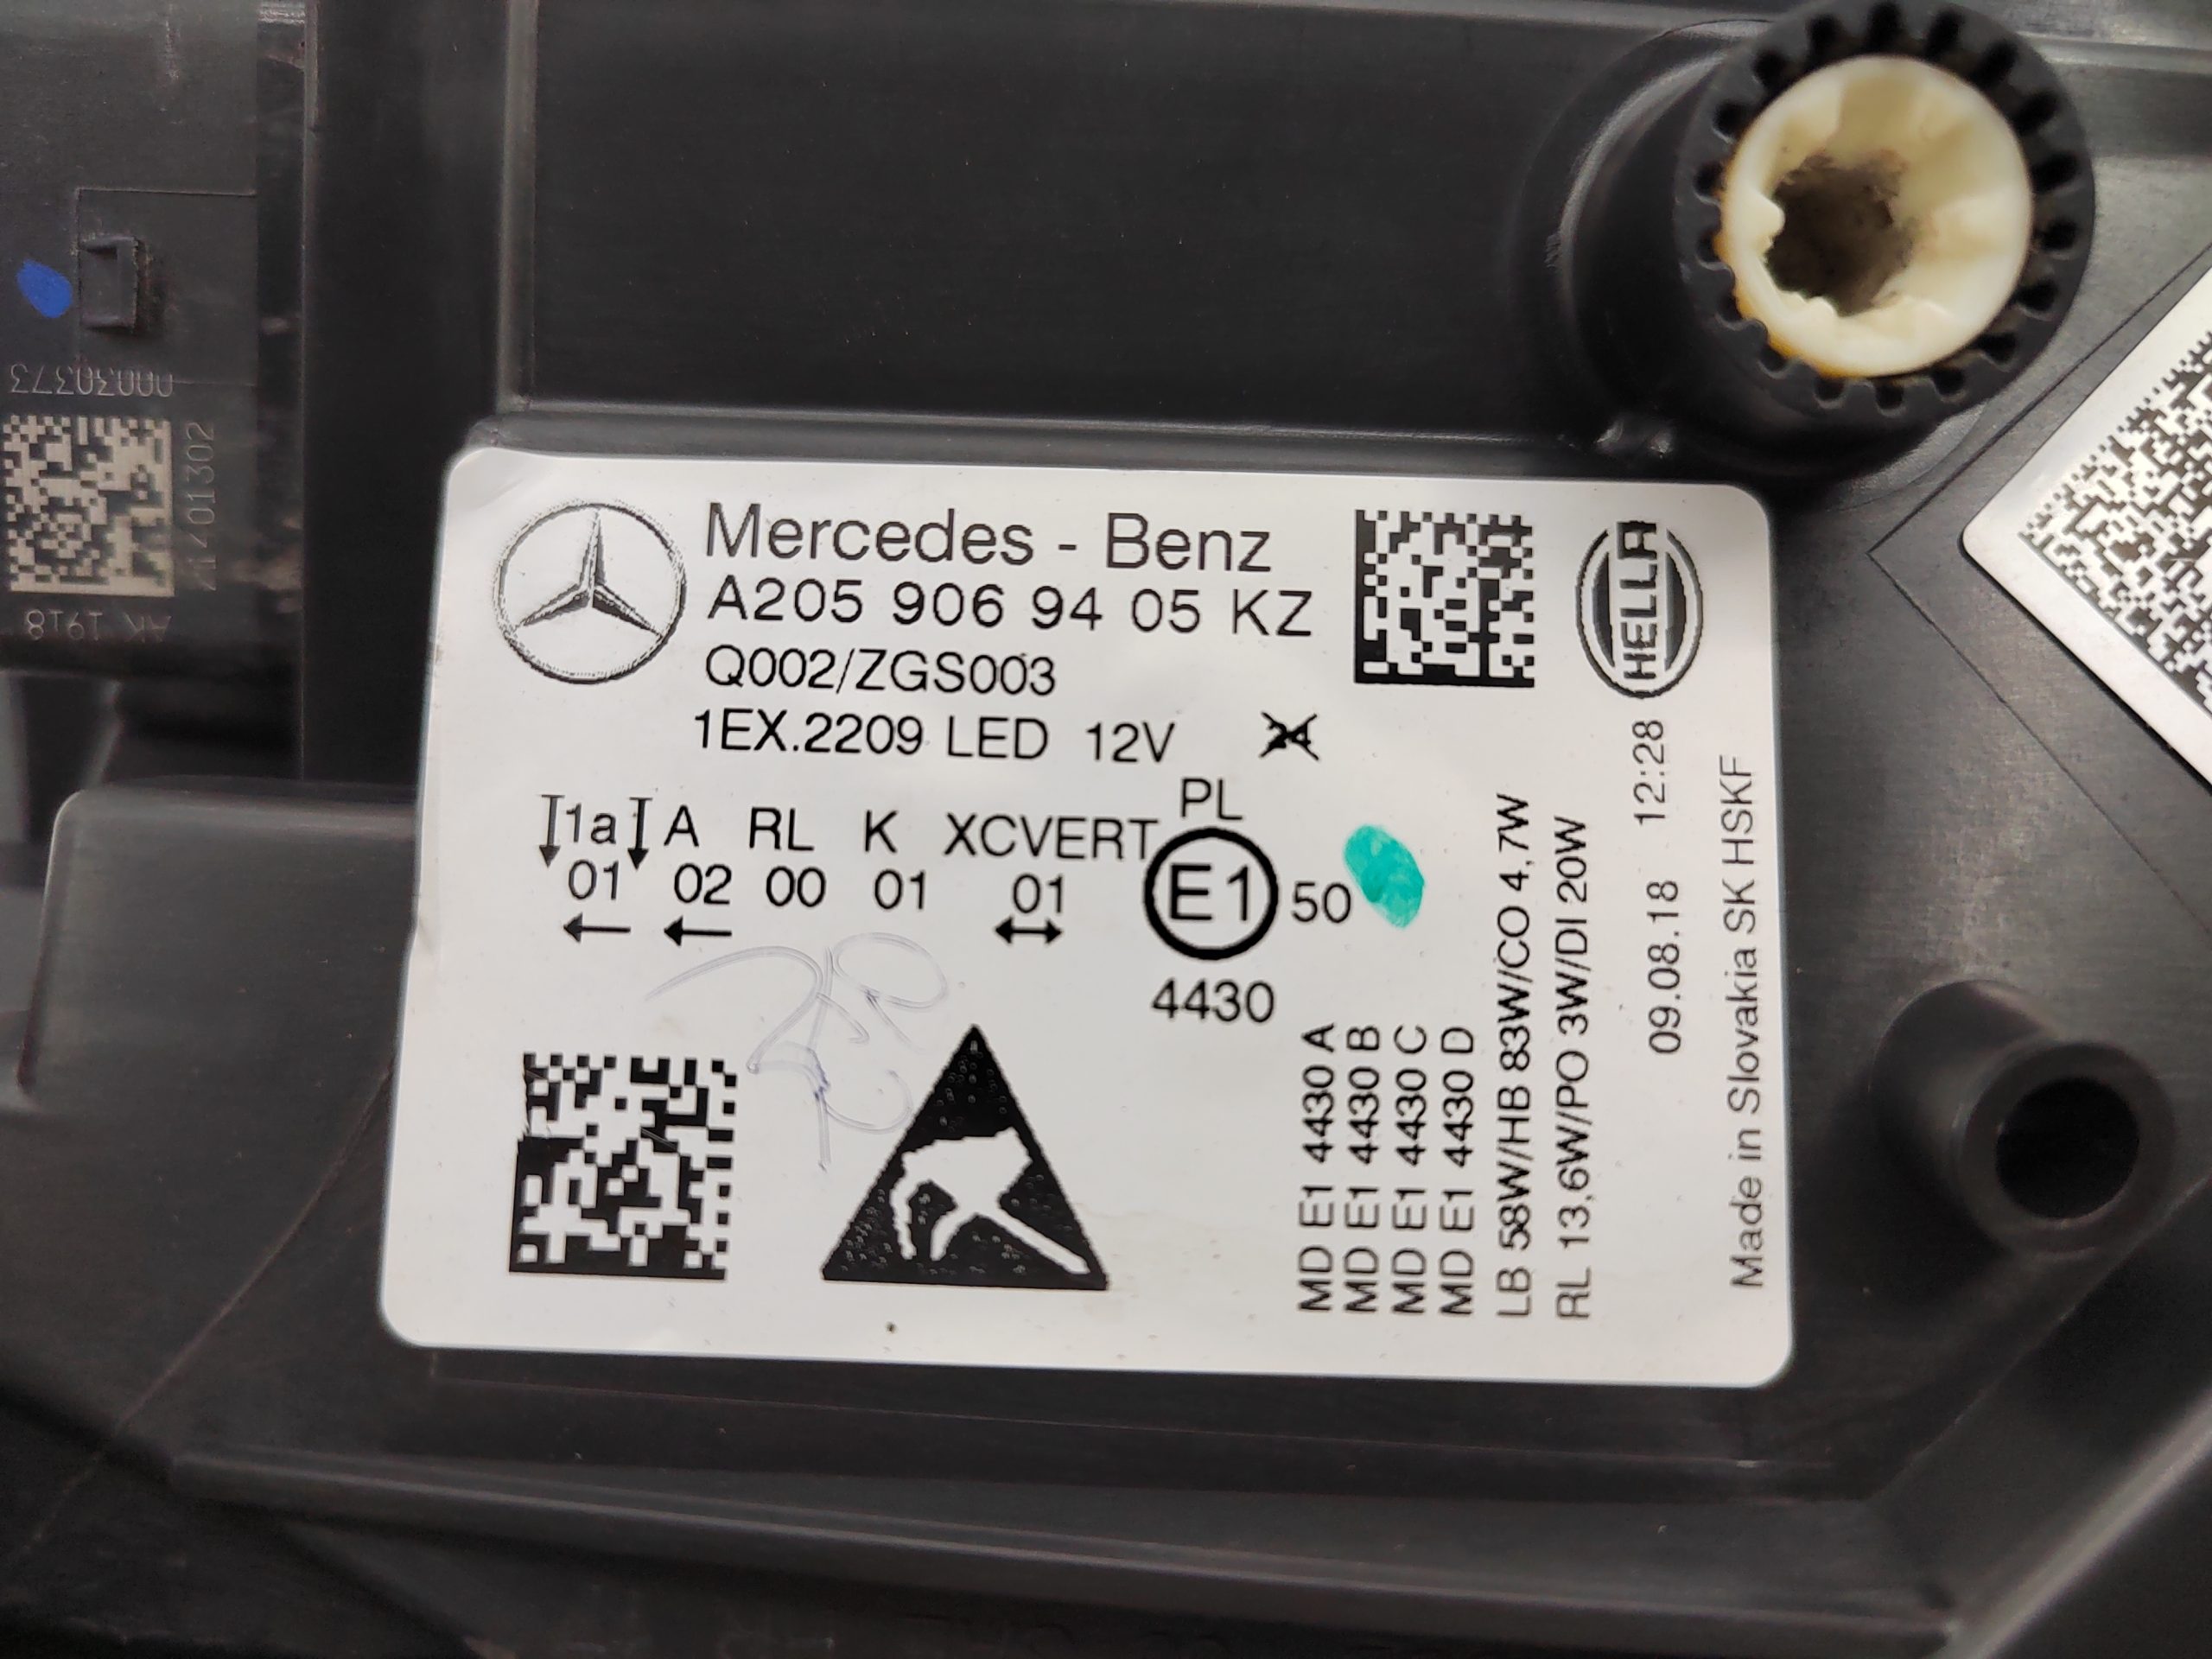 00030373
21401302
AK 1918
Mercedes - Benz
A205 906 94 05 KZ
Q002/ZGS003
1EX.2209 LED 12V 24
HELLA
PL
1a A RL K XCVERT
01 02 00 01 01
E1 50
4430
MD E1 4430 A
MD E1 4430 B
MD E1 4430 C
MD E1 4430 D
LB 58W/HB 83W/CO 4,7W
RL 13,6W/PO 3W/DI 20W
09.08.18 12:28
Made in Slovakia SK HSKF